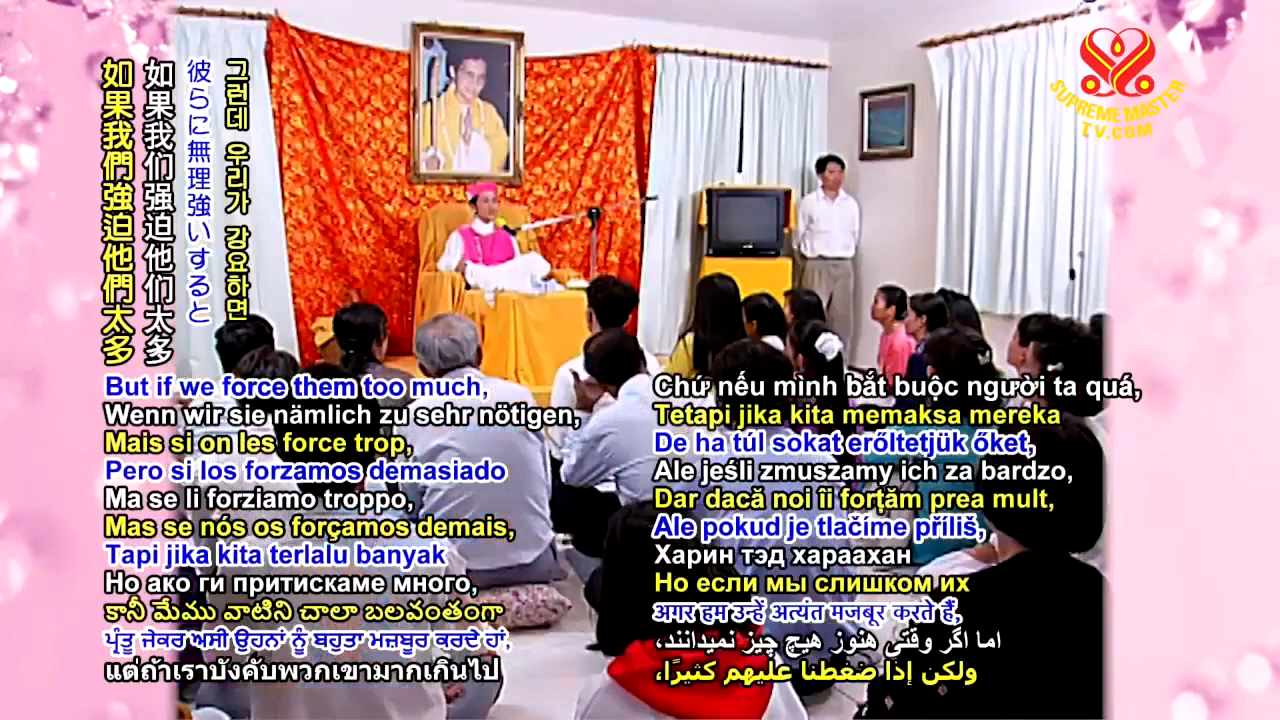 SUPREME MASTER
TV.COM
그런데 우리가 강요하면
彼らに無理強いすると
如果我们强迫他们太多
如果我們強迫他們太多
But if we force them too much,
Wenn wir sie nämlich zu sehr nötigen,
Mais si on les force trop,
Pero si los forzamos demasiado
Ma se li forziamo troppo,
Mas se nós os forçamos demais,
Tapi jika kita terlalu banyak
Но ако ги притискаме много,
కానీ మేము వాటిని చాలా బలవంతంగా
ਪ੍ਰੰਤੂ ਜੇਕਰ ਅਸੀ ਉਹਨਾਂ ਨੂੰ ਬਹੁਤਾ ਮਜ਼ਬੂਰ ਕਰਦੇ ਹਾਂ,
แต่ถ้าเราบังคับพวกเขามากเกินไป
Chứ nếu mình bắt buộc người ta quá,
Tetapi jika kita memaksa mereka
De ha túl sokat erőltetjük őket,
Ale jeśli zmuszamy ich za bardzo,
Dar dacă noi îi forțăm prea mult,
Ale pokud je tlačíme příliš,
Харин тэд хараахан
Но если мы слишком их
अगर हम उन्हें अत्यंत मजबूर करते हैं,
اما اگر وقتی هنوز هیچ چیز نمیدانند،
ولكن إذا ضغطنا عليهم كثيرًا،